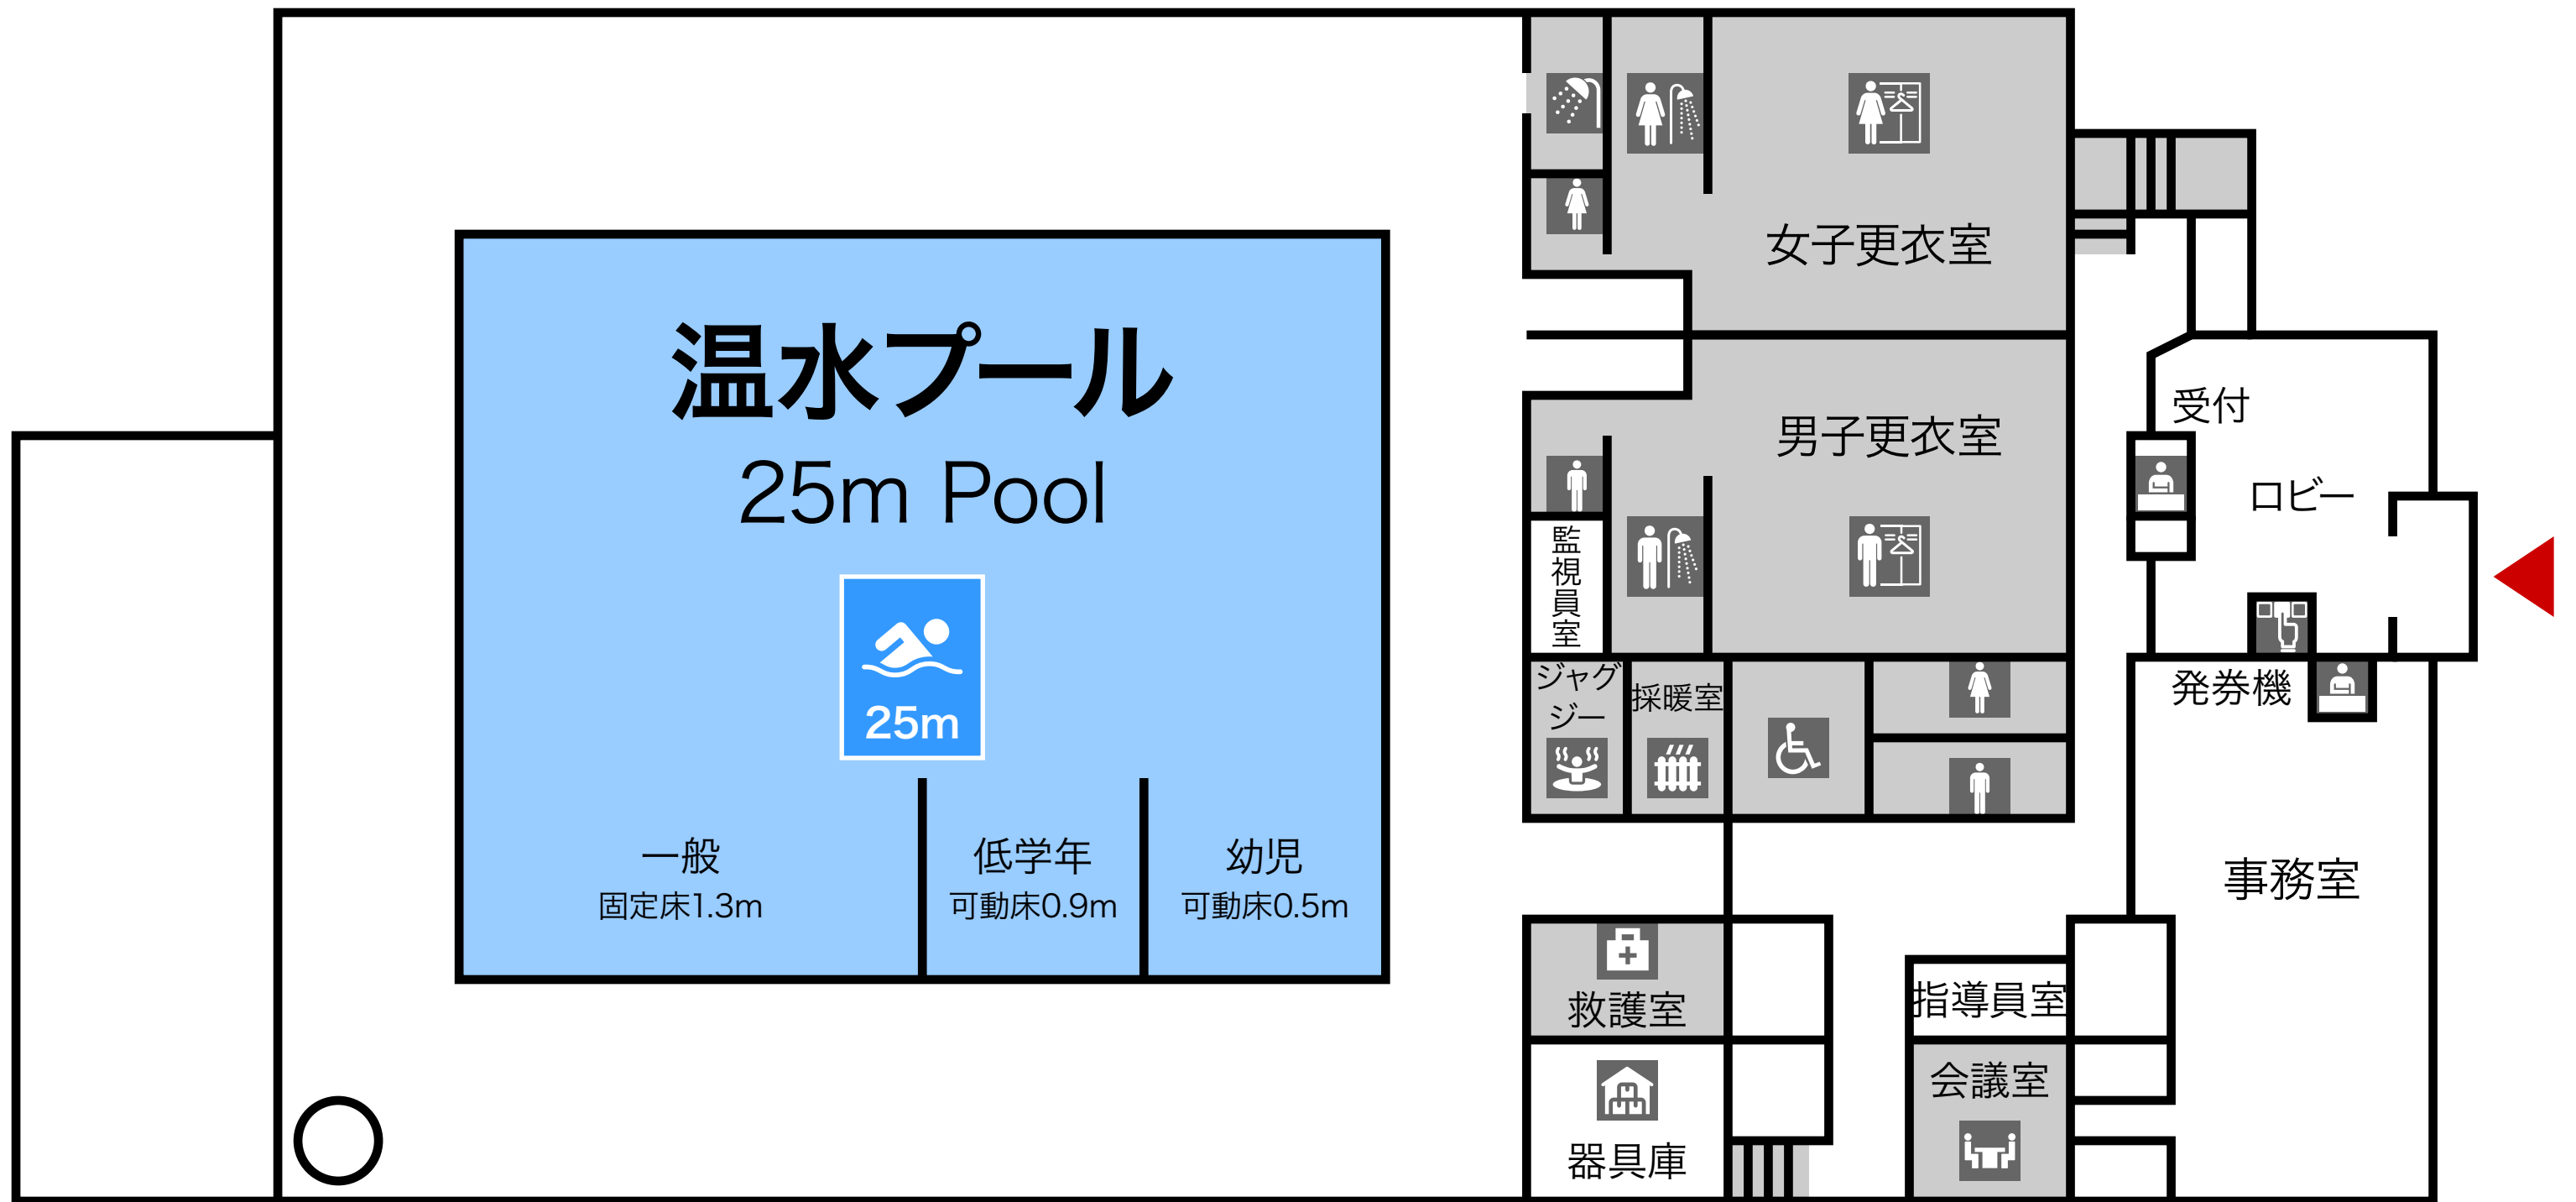 温水プール
25m Pool
25m
一般
固定床1.3m
低学年
可動床0.9m
幼児
可動床0.5m
女子更衣室
男子更衣室
監視員室
ジャグ
ジー
採暖室
受付
ロビー
発券機
事務室
救護室
器具庫
指導員室
会議室